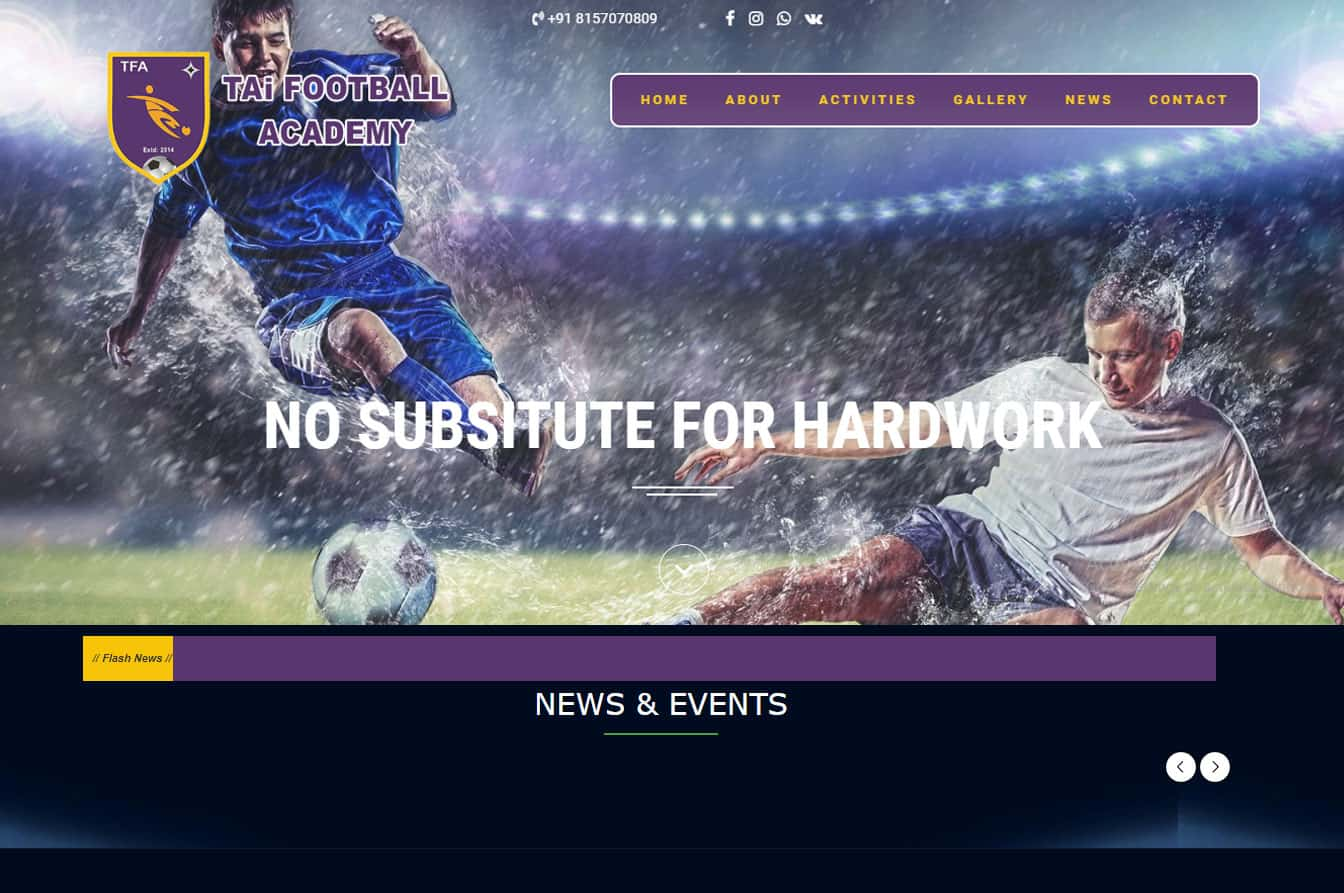 +91 8157070809
TFA
Estd: 2014
TAi FOOTBALL
ACADEMY
HOME ABOUT ACTIVITIES GALLERY NEWS CONTACT
NO SUBSITUTE FOR HARDWORK
// Flash News //
NEWS & EVENTS